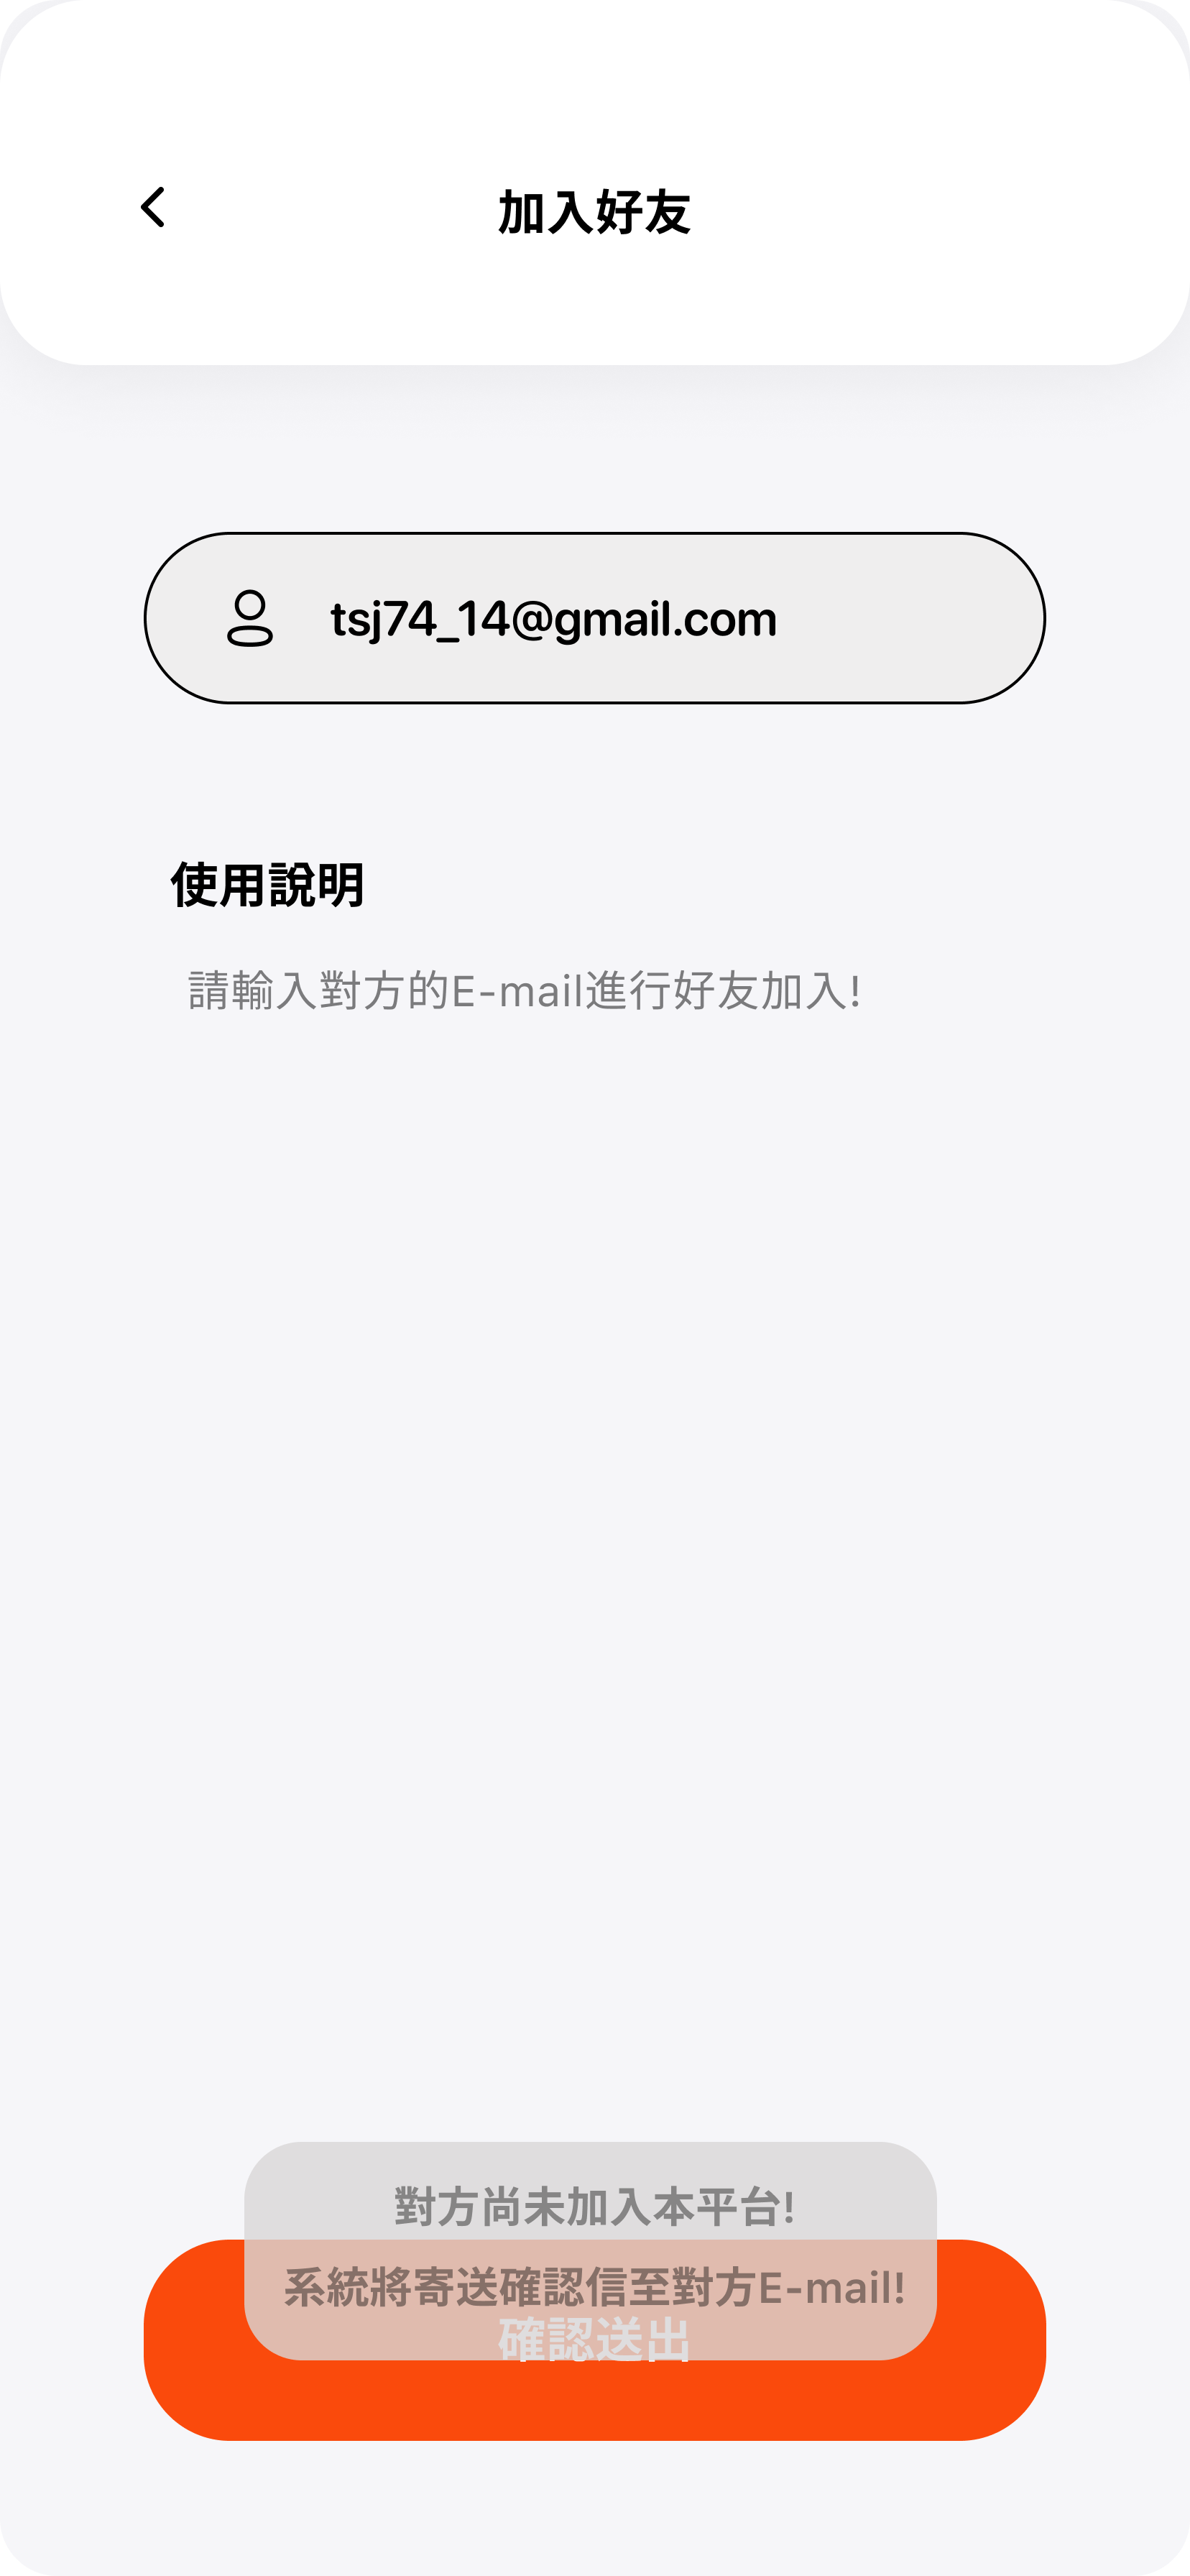 加入好友
tsj74_14@gmail.com
使用說明
請輸入對方的E-mail進行好友加入!
對方尚未加入本平台!
系統將寄送確認信至對方E-mail!
確認送出